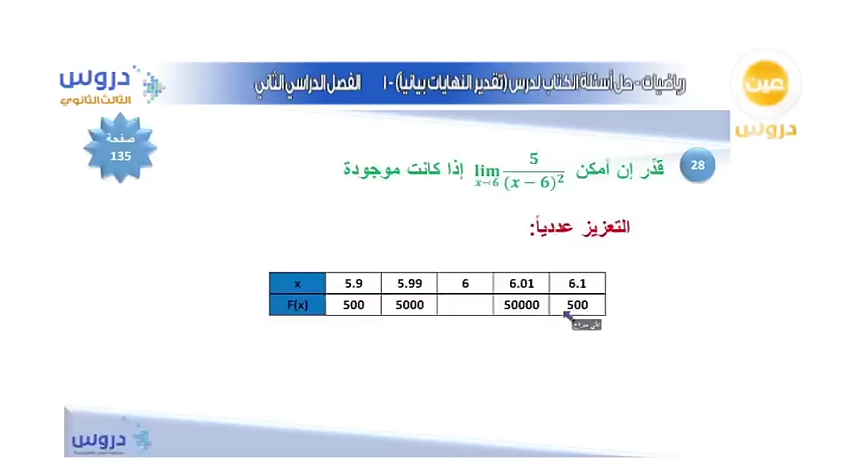 دروس
الثالث الثانوي
رياضيات - حل أسئلة الكتاب لدرس (تقدير النهايات بيانياً) - ١ الفصل الدراسي الثاني
عين
دروس
صفحة
135
28
قدّر إن أمكن lim x→6 5/(x − 6)² إذا كانت موجودة
التعزيز عددياً:
x 5.9 5.99 6 6.01 6.1
F(x) 500 5000 50000 500
دروس